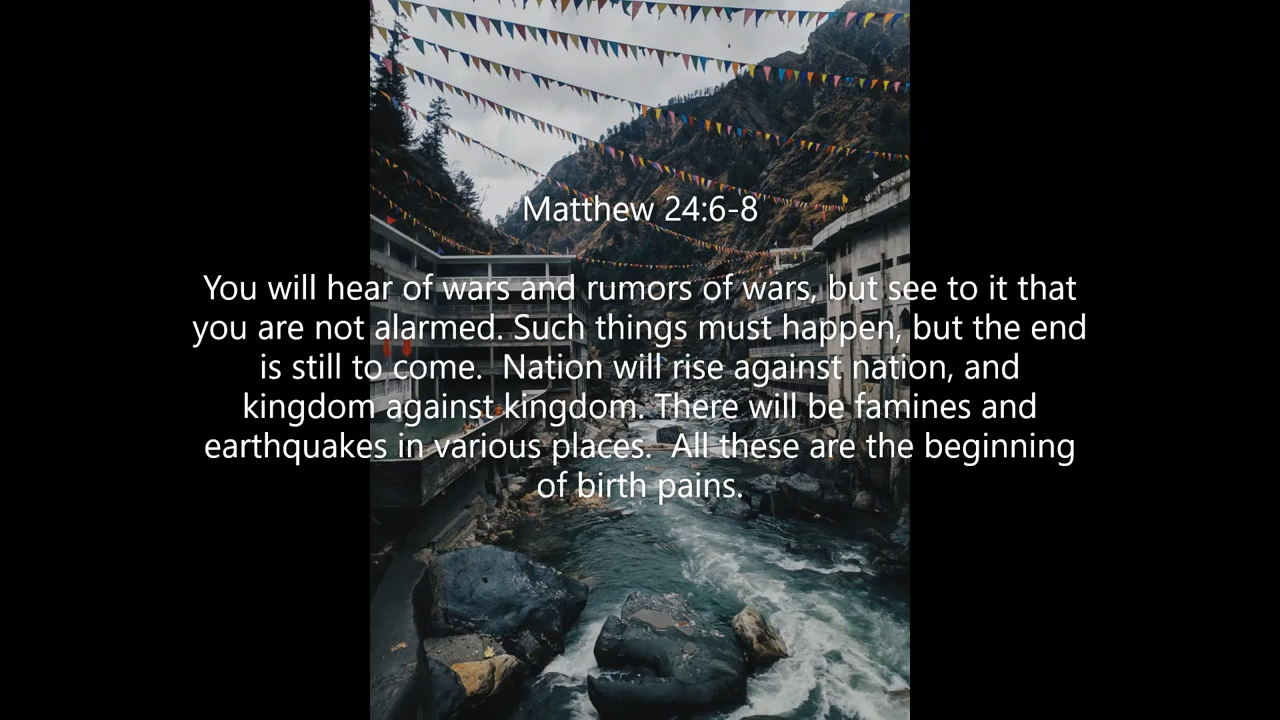 Matthew 24:6-8
You will hear of wars and rumors of wars, but see to it that
you are not alarmed. Such things must happen, but the end
is still to come.  Nation will rise against nation, and
kingdom against kingdom. There will be famines and
earthquakes in various places.  All these are the beginning
of birth pains.